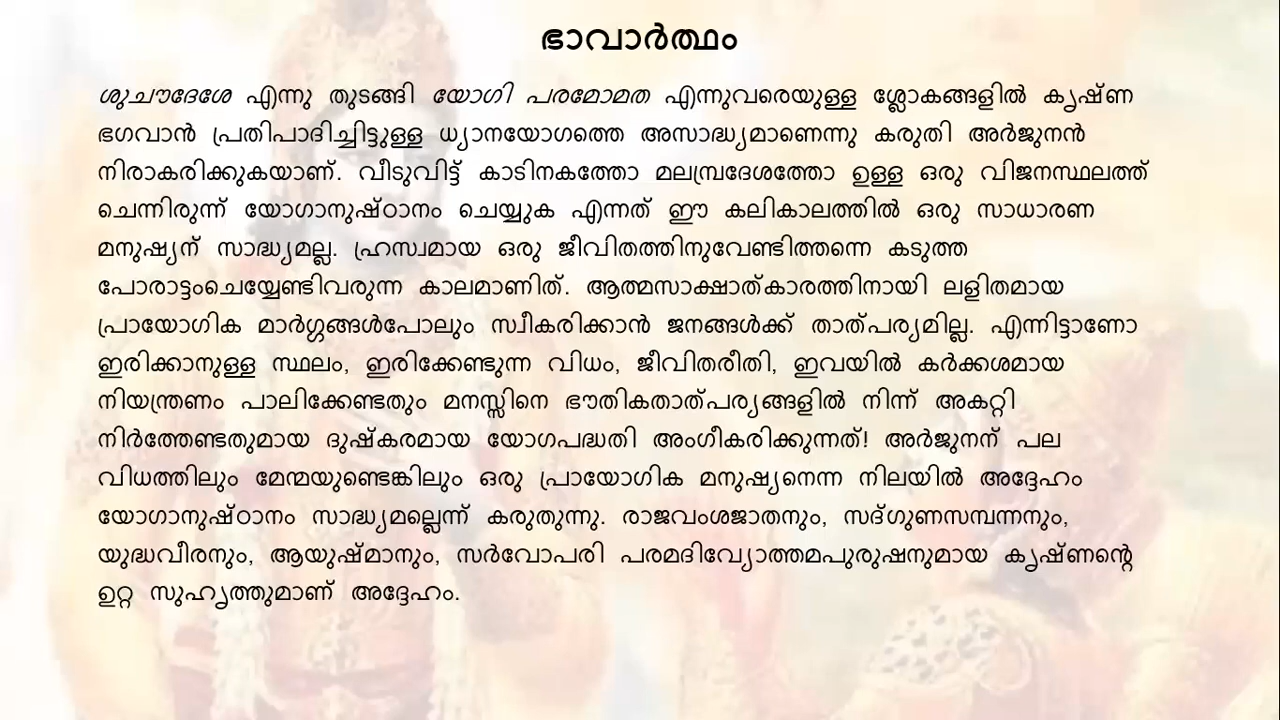 ഭാവാർത്ഥം
ശുചൗദേശേ എന്നു തുടങ്ങി യോഗി പരമോമത എന്നുവരെയുള്ള ശ്ലോകങ്ങളിൽ കൃഷ്ണ
ഭഗവാൻ പ്രതിപാദിച്ചിട്ടുള്ള ധ്യാനയോഗത്തെ അസാദ്ധ്യമാണെന്നു കരുതി അർജുനൻ
നിരാകരിക്കുകയാണ്. വീടുവിട്ട് കാടിനകത്തോ മലമ്പ്രദേശത്തോ ഉള്ള ഒരു വിജനസ്ഥലത്ത്
ചെന്നിരുന്ന് യോഗാനുഷ്ഠാനം ചെയ്യുക എന്നത് ഈ കലികാലത്തിൽ ഒരു സാധാരണ
മനുഷ്യന് സാദ്ധ്യമല്ല. ഹ്രസ്വമായ ഒരു ജീവിതത്തിനുവേണ്ടിത്തന്നെ കടുത്ത
പോരാട്ടംചെയ്യേണ്ടിവരുന്ന കാലമാണിത്. ആത്മസാക്ഷാത്കാരത്തിനായി ലളിതമായ
പ്രായോഗിക മാർഗ്ഗങ്ങൾപോലും സ്വീകരിക്കാൻ ജനങ്ങൾക്ക് താത്പര്യമില്ല. എന്നിട്ടാണോ
ഇരിക്കാനുള്ള സ്ഥലം, ഇരിക്കേണ്ടുന്ന വിധം, ജീവിതരീതി, ഇവയിൽ കർക്കശമായ
നിയന്ത്രണം പാലിക്കേണ്ടതും മനസ്സിനെ ഭൗതികതാത്പര്യങ്ങളിൽ നിന്ന് അകറ്റി
നിർത്തേണ്ടതുമായ ദുഷ്കരമായ യോഗപദ്ധതി അംഗീകരിക്കുന്നത്! അർജുനന് പല
വിധത്തിലും മേന്മയുണ്ടെങ്കിലും ഒരു പ്രായോഗിക മനുഷ്യനെന്ന നിലയിൽ അദ്ദേഹം
യോഗാനുഷ്ഠാനം സാദ്ധ്യമല്ലെന്ന് കരുതുന്നു. രാജവംശജാതനും, സദ്ഗുണസമ്പന്നനും,
യുദ്ധവീരനും, ആയുഷ്മാനും, സർവോപരി പരമദിവ്യോത്തമപുരുഷനുമായ കൃഷ്ണന്റെ
ഉറ്റ സുഹൃത്തുമാണ് അദ്ദേഹം.